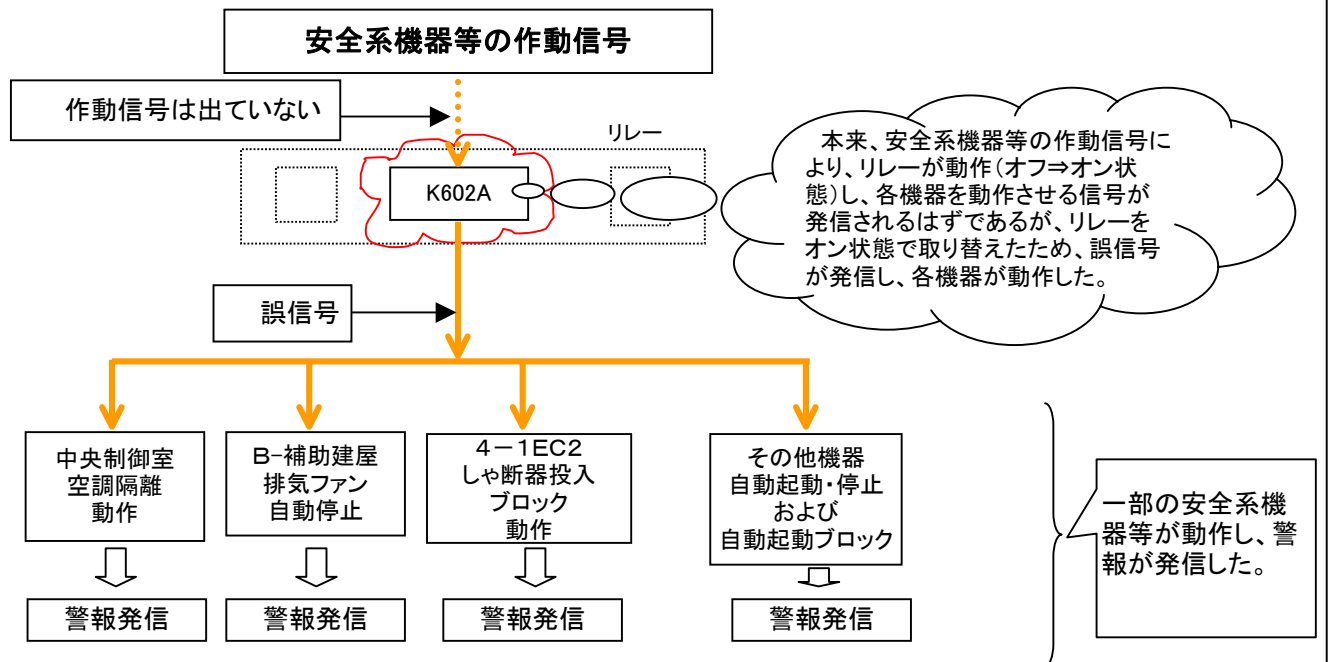 安全系機器等の作動信号
作動信号は出ていない
リレー
K602A
本来、安全系機器等の作動信号に
より、リレーが動作(オフ⇒オン状
態)し、各機器を動作させる信号が
発信されるはずであるが、リレーを
オン状態で取り替えたため、誤信号
が発信し、各機器が動作した。
誤信号
中央制御室
空調隔離
動作
B-補助建屋
排気ファン
自動停止
4-1EC2
しゃ断器投入
ブロック
動作
その他機器
自動起動・停止
および
自動起動ブロック
警報発信
警報発信
警報発信
警報発信
一部の安全系機
器等が動作し、警
報が発信した。